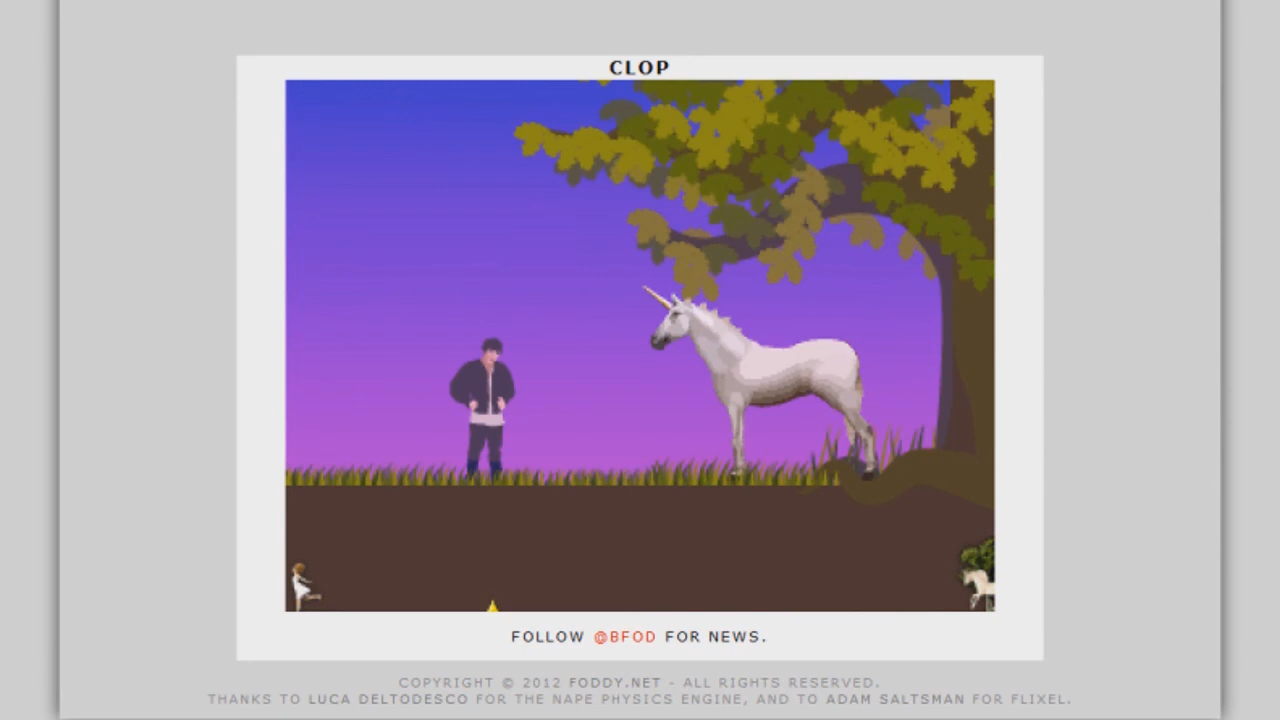 CLOP
FOLLOW @BFOD FOR NEWS.
COPYRIGHT © 2012 FODDY.NET - ALL RIGHTS RESERVED.
THANKS TO LUCA DELTODESCO FOR THE NAPE PHYSICS ENGINE, AND TO ADAM SALTSMAN FOR FLIXEL.